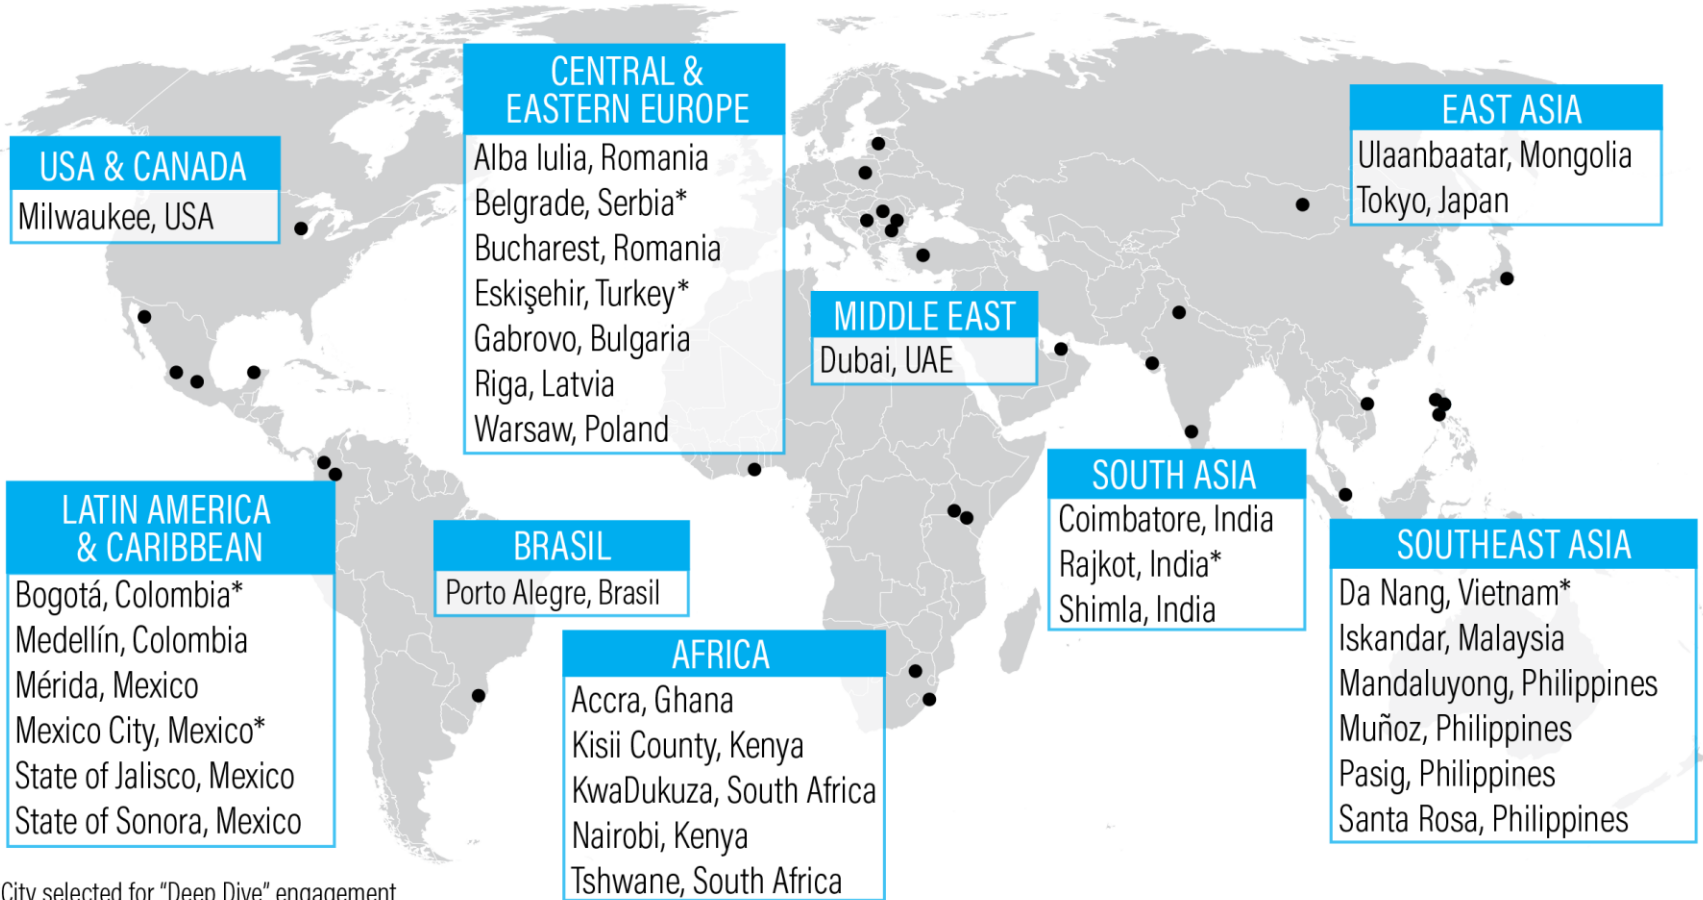 USA & CANADA
Milwaukee, USA
CENTRAL &
EASTERN EUROPE
Alba Iulia, Romania
Belgrade, Serbia*
Bucharest, Romania
Eskişehir, Turkey*
Gabrovo, Bulgaria
Riga, Latvia
Warsaw, Poland
EAST ASIA
Ulaanbaatar, Mongolia
Tokyo, Japan
MIDDLE EAST
Dubai, UAE
LATIN AMERICA
& CARIBBEAN
Bogotá, Colombia*
Medellín, Colombia
Mérida, Mexico
Mexico City, Mexico*
State of Jalisco, Mexico
State of Sonora, Mexico
BRASIL
Porto Alegre, Brasil
AFRICA
Accra, Ghana
Kisii County, Kenya
KwaDukuza, South Africa
Nairobi, Kenya
Tshwane, South Africa
SOUTH ASIA
Coimbatore, India
Rajkot, India*
Shimla, India
SOUTHEAST ASIA
Da Nang, Vietnam*
Iskandar, Malaysia
Mandaluyong, Philippines
Muñoz, Philippines
Pasig, Philippines
Santa Rosa, Philippines
City selected for "Deep Dive" engagement